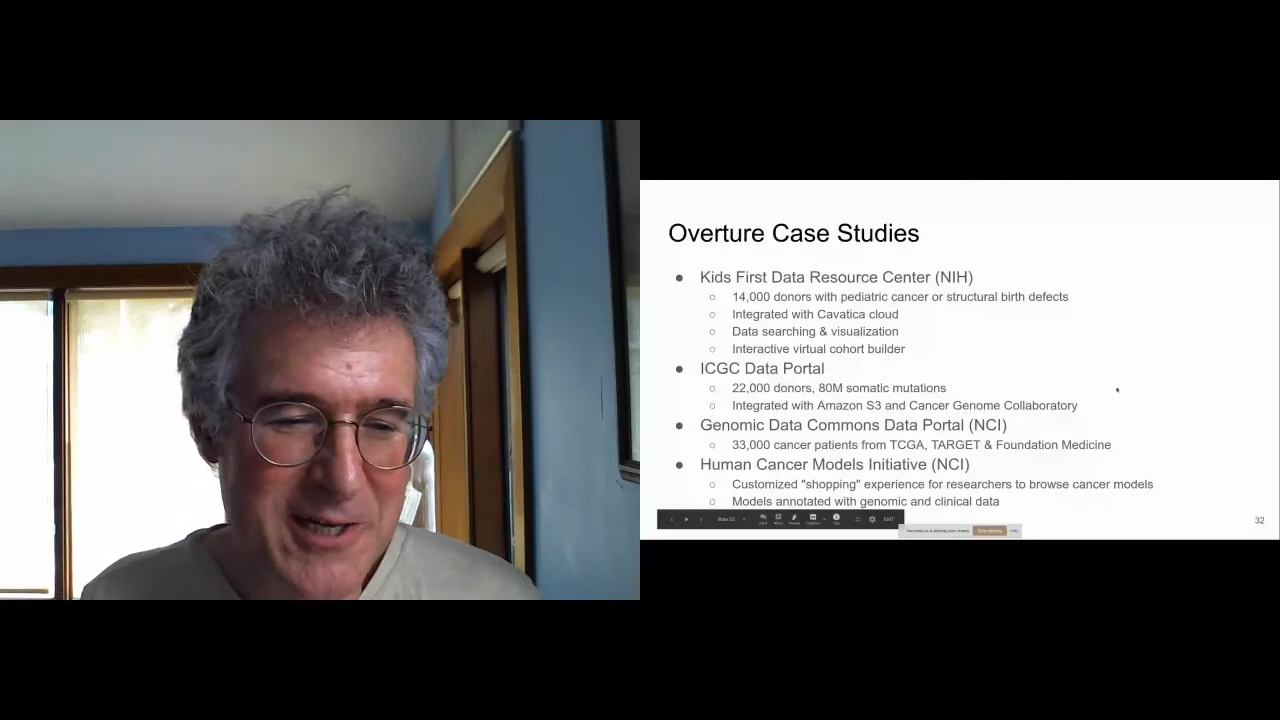 Overture Case Studies
● Kids First Data Resource Center (NIH)
○ 14,000 donors with pediatric cancer or structural birth defects
○ Integrated with Cavatica cloud
○ Data searching & visualization
○ Interactive virtual cohort builder
● ICGC Data Portal
○ 22,000 donors, 80M somatic mutations
○ Integrated with Amazon S3 and Cancer Genome Collaboratory
● Genomic Data Commons Data Portal (NCI)
○ 33,000 cancer patients from TCGA, TARGET & Foundation Medicine
● Human Cancer Models Initiative (NCI)
○ Customized "shopping" experience for researchers to browse cancer models
○ Models annotated with genomic and clinical data
32